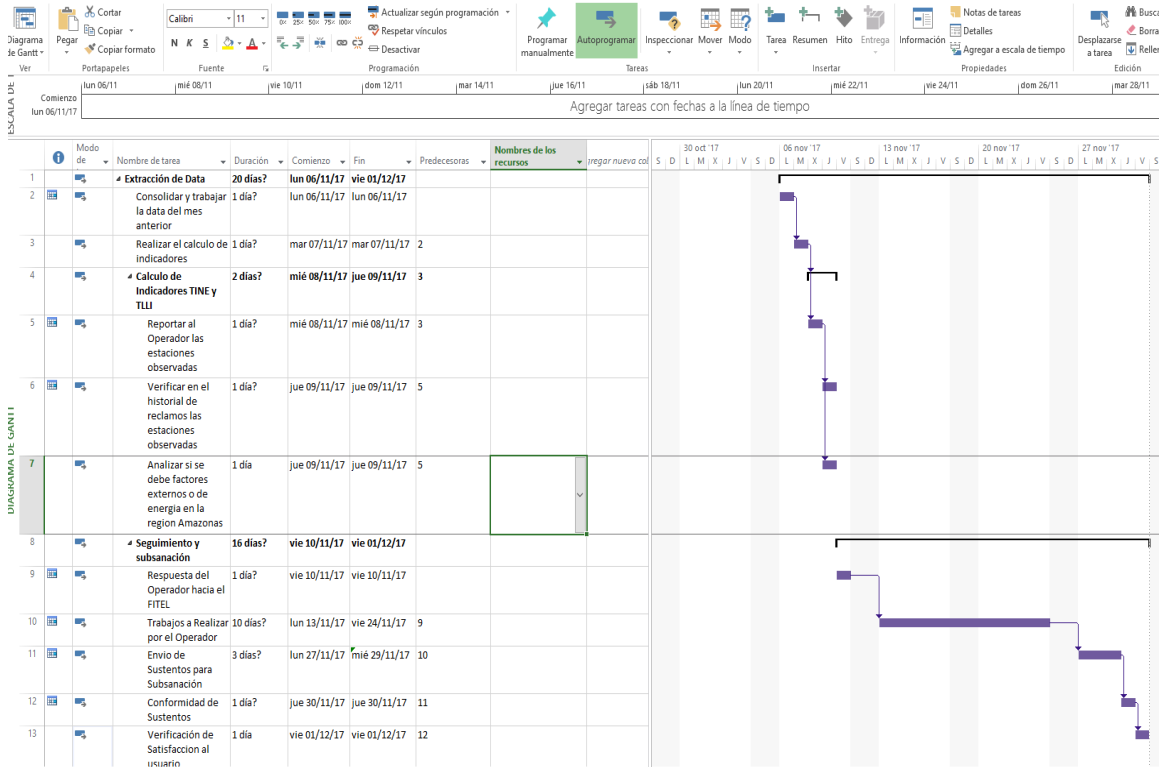 Diagrama
de Gantt
Ver
Pegar
Cortar
Copiar
Copiar formato
Portapapeles
Calibri
11
N K S
Fuente
0% 25% 50% 75% 100%
Actualizar según programación
Respetar vínculos
Desactivar
Programación
Programar
manualmente
Autoprogramar
Inspeccionar
Mover
Modo
Tareas
Tarea
Resumen
Hito
Entrega
Insertar
Información
Notas de tareas
Detalles
Agregar a escala de tiempo
Propiedades
Desplazarse
a tarea
Edición
Comienzo
lun 06/11/17
lun 06/11 mié 08/11 vie 10/11 dom 12/11 mar 14/11 jue 16/11 sáb 18/11 lun 20/11 mié 22/11 vie 24/11 dom 26/11 mar 28/11
Agregar tareas con fechas a la línea de tiempo
DIAGRAMA DE GANTT
Modo
de
Nombre de tarea
Duración
Comienzo
Fin
Predecesoras
Nombres de los
recursos
30 oct '17 06 nov '17 13 nov '17 20 nov '17 27 nov '17
S D L M X J V S D L M X J V S D L M X J V S D L M X J V S D L M X J V S
1 Extracción de Data 20 días? lun 06/11/17 vie 01/12/17
2 Consolidar y trabajar 1 día? lun 06/11/17 lun 06/11/17
la data del mes
anterior
3 Realizar el calculo de 1 día? mar 07/11/17 mar 07/11/17 2
indicadores
4 Calculo de 2 días? mié 08/11/17 jue 09/11/17 3
Indicadores TINE y
TLLI
5 Reportar al 1 día? mié 08/11/17 mié 08/11/17 3
Operador las
estaciones
observadas
6 Verificar en el 1 día? jue 09/11/17 jue 09/11/17 5
historial de
reclamos las
estaciones
observadas
7 Analizar si se 1 día jue 09/11/17 jue 09/11/17 5
debe factores
externos o de
energia en la
region Amazonas
8 Seguimiento y 16 días? vie 10/11/17 vie 01/12/17
subsanación
9 Respuesta del 1 día? vie 10/11/17 vie 10/11/17
Operador hacia el
FITEL
10 Trabajos a Realizar 10 días? lun 13/11/17 vie 24/11/17 9
por el Operador
11 Envio de 3 días? lun 27/11/17 mié 29/11/17 10
Sustentos para
Subsanación
12 Conformidad de 1 día? jue 30/11/17 jue 30/11/17 11
Sustentos
13 Verificación de 1 día vie 01/12/17 vie 01/12/17 12
Satisfaccion al
usuario